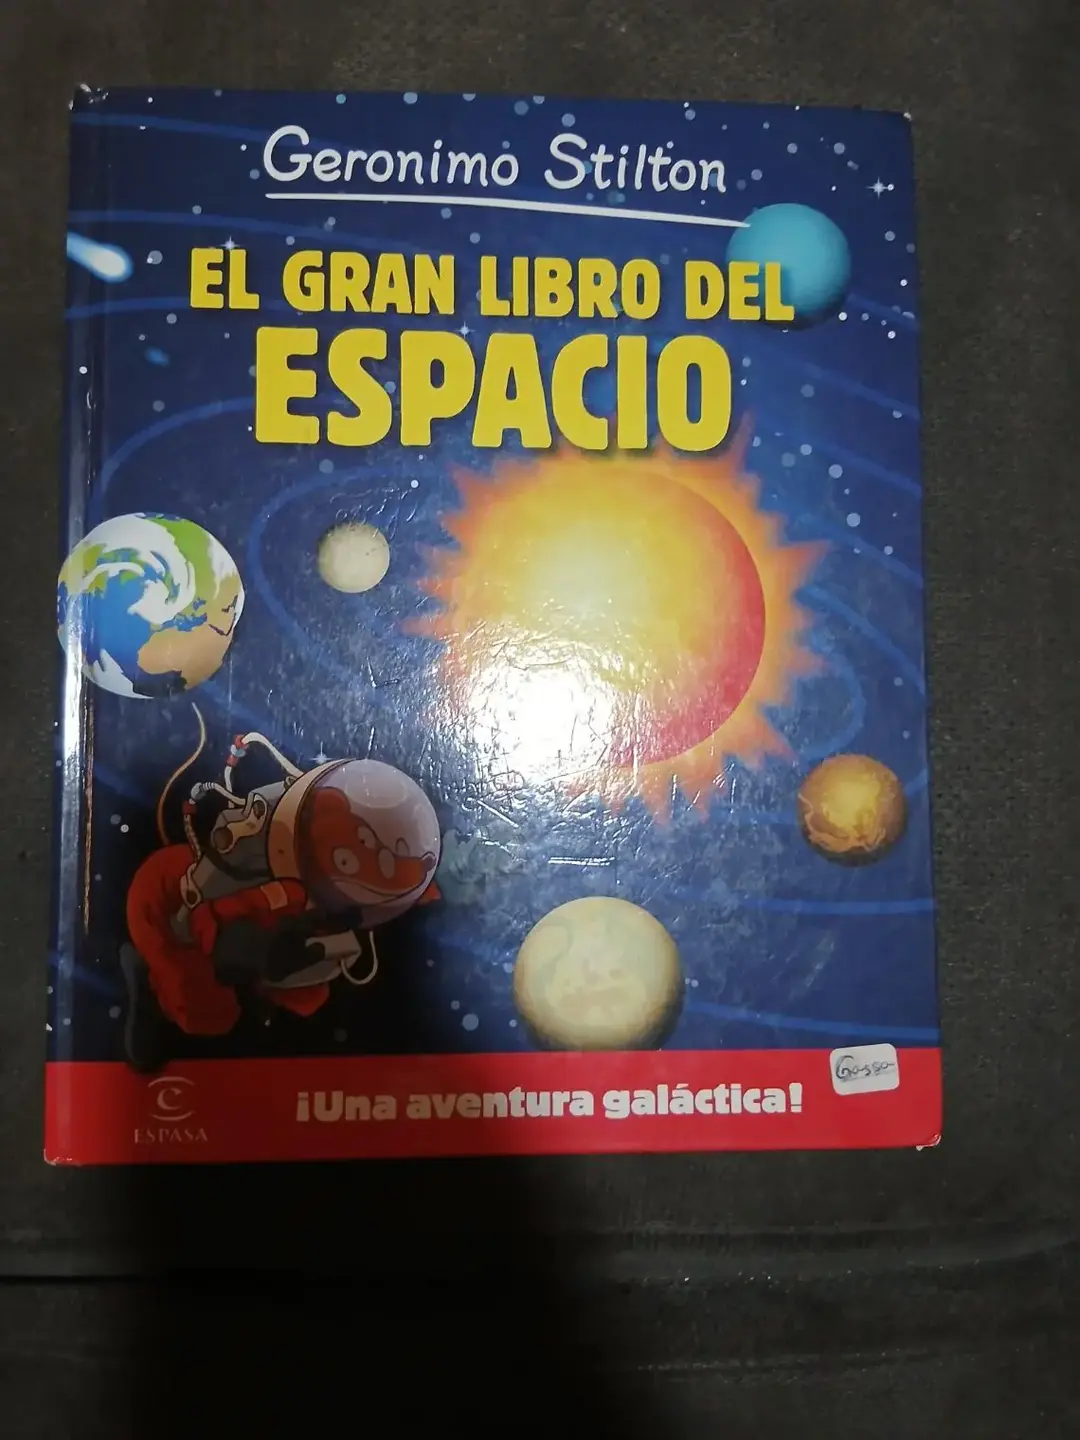 Geronimo Stilton
EL GRAN LIBRO DEL
ESPACIO
¡Una aventura galáctica!
ESPASA